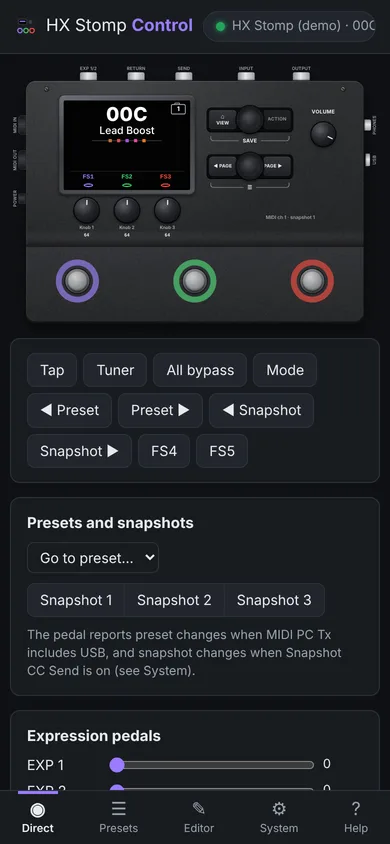 HX Stomp Control
HX Stomp (demo) · 00C
EXP 1/2 RETURN SEND INPUT OUTPUT
00C
1
Lead Boost
FS1 FS2 FS3
VIEW
ACTION
SAVE
◀ PAGE
PAGE ▶
VOLUME
MIDI IN
MIDI OUT
POWER
PHONES
USB
Knob 1 Knob 2 Knob 3
64 64 64
MIDI ch 1 · snapshot 1
Tap Tuner All bypass Mode
◀ Preset Preset ▶ ◀ Snapshot
Snapshot ▶ FS4 FS5
Presets and snapshots
Go to preset...
Snapshot 1 Snapshot 2 Snapshot 3
The pedal reports preset changes when MIDI PC Tx
includes USB, and snapshot changes when Snapshot
CC Send is on (see System).
Expression pedals
EXP 1 0
EXP 2 0
Direct Presets Editor System Help